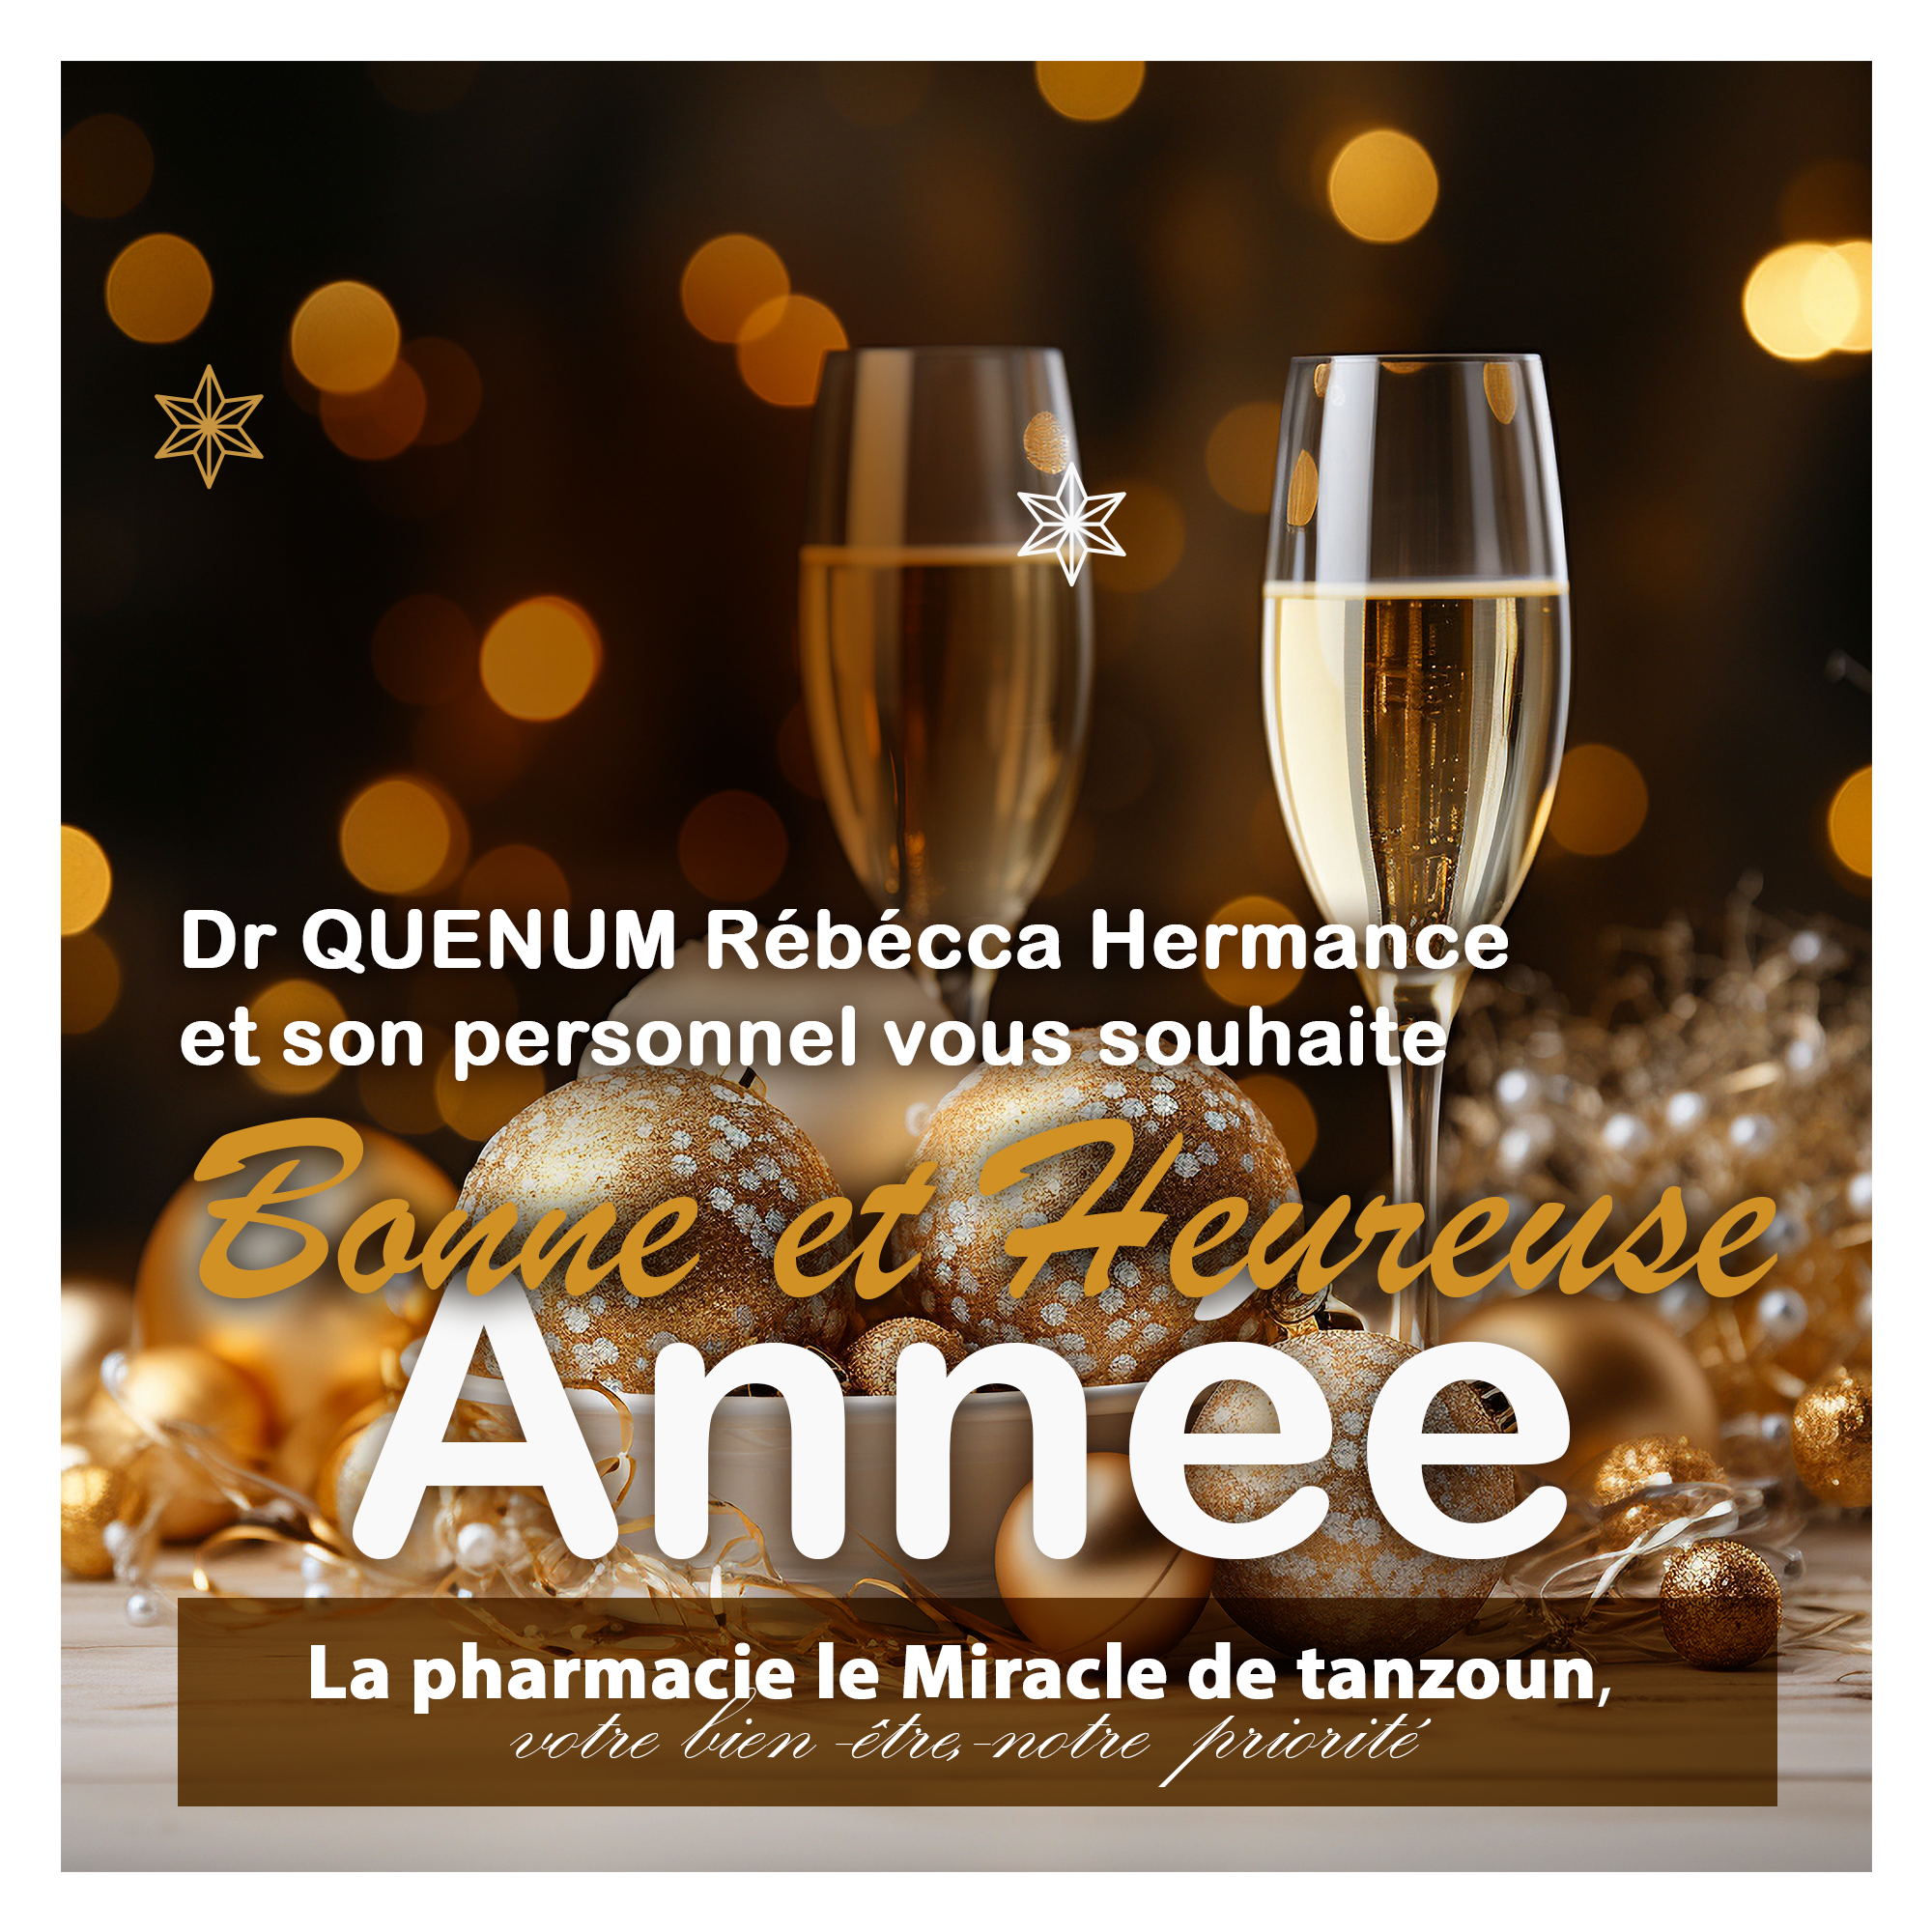 Dr QUENUM Rébécca Hermance
et son personnel vous souhaite
Bonne et Heureuse
Année
La pharmacie le Miracle de tanzoun,
votre bien -être,-notre priorité